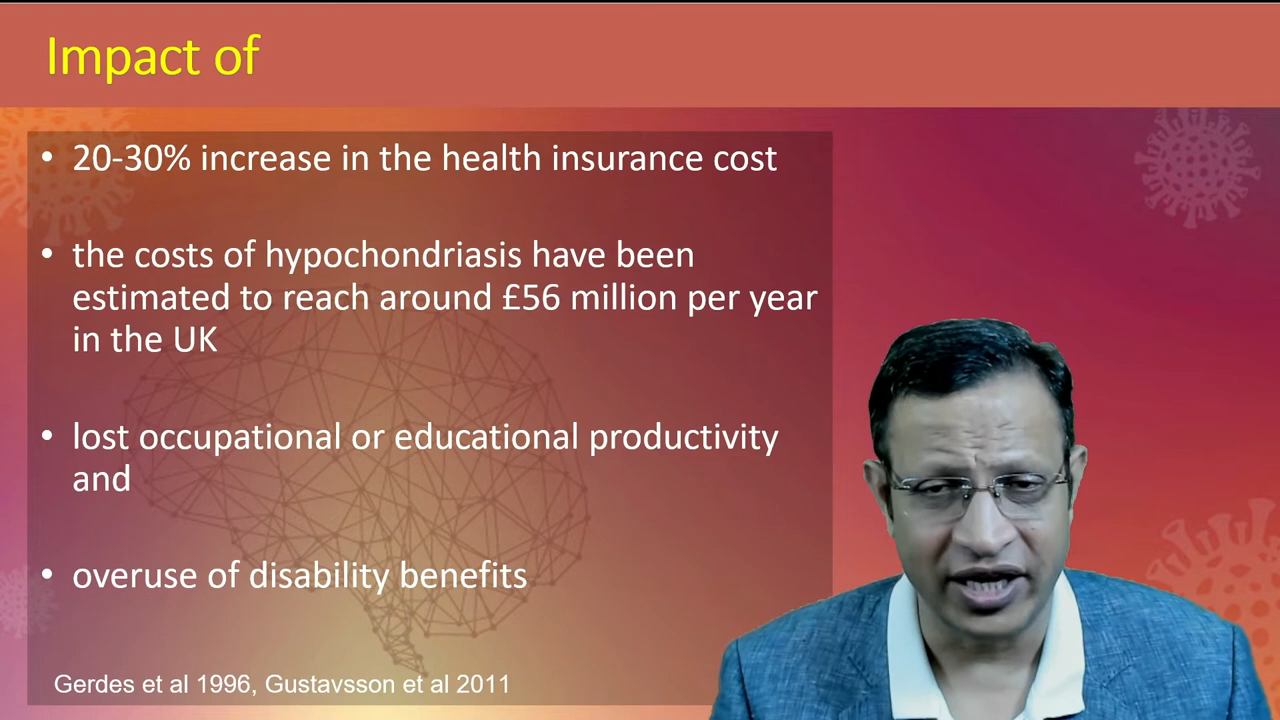 Impact of
• 20-30% increase in the health insurance cost
• the costs of hypochondriasis have been
estimated to reach around £56 million per year
in the UK
• lost occupational or educational productivity
and
• overuse of disability benefits
Gerdes et al 1996, Gustavsson et al 2011